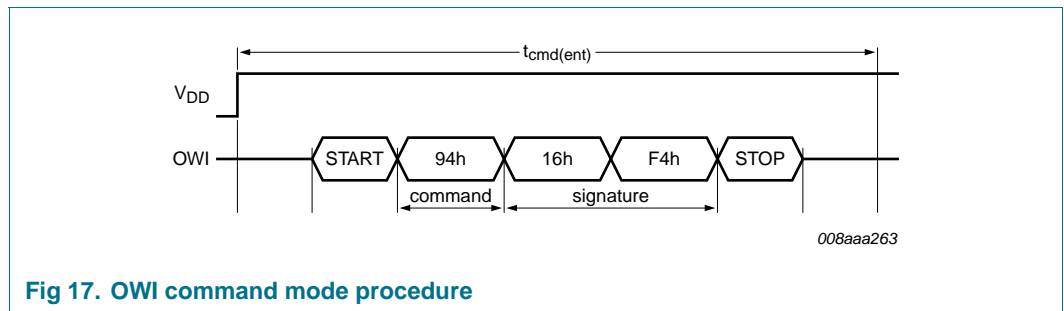 tcmd(ent)
VDD
OWI START 94h 16h F4h STOP
command signature
008aaa263
Fig 17. OWI command mode procedure